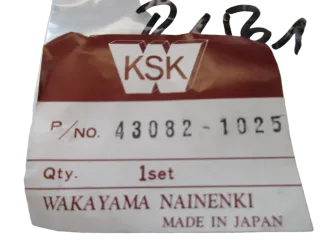 KSK
P/NO. 43082-1025
Qty. 1set
WAKAYAMA NAINENKI
MADE IN JAPAN